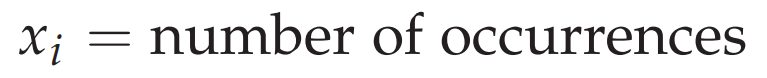 xᵢ = number of occurrences